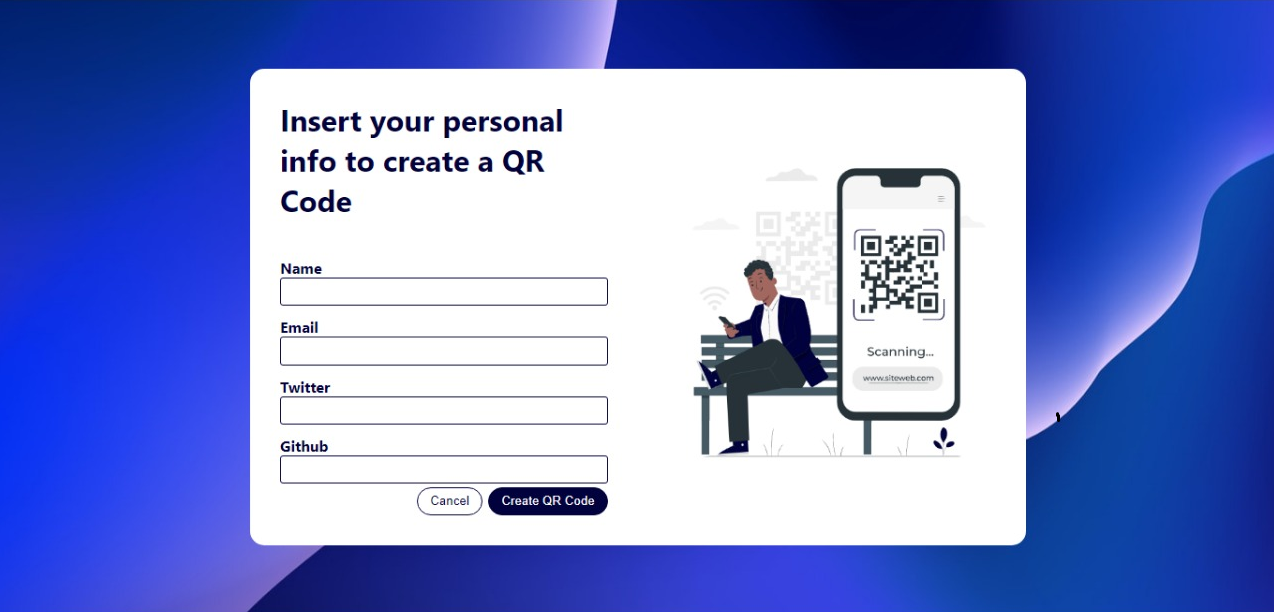 Insert your personal
info to create a QR
Code
Name
Email
Twitter
Github
Cancel Create QR Code
Scanning...
www.siteweb.com